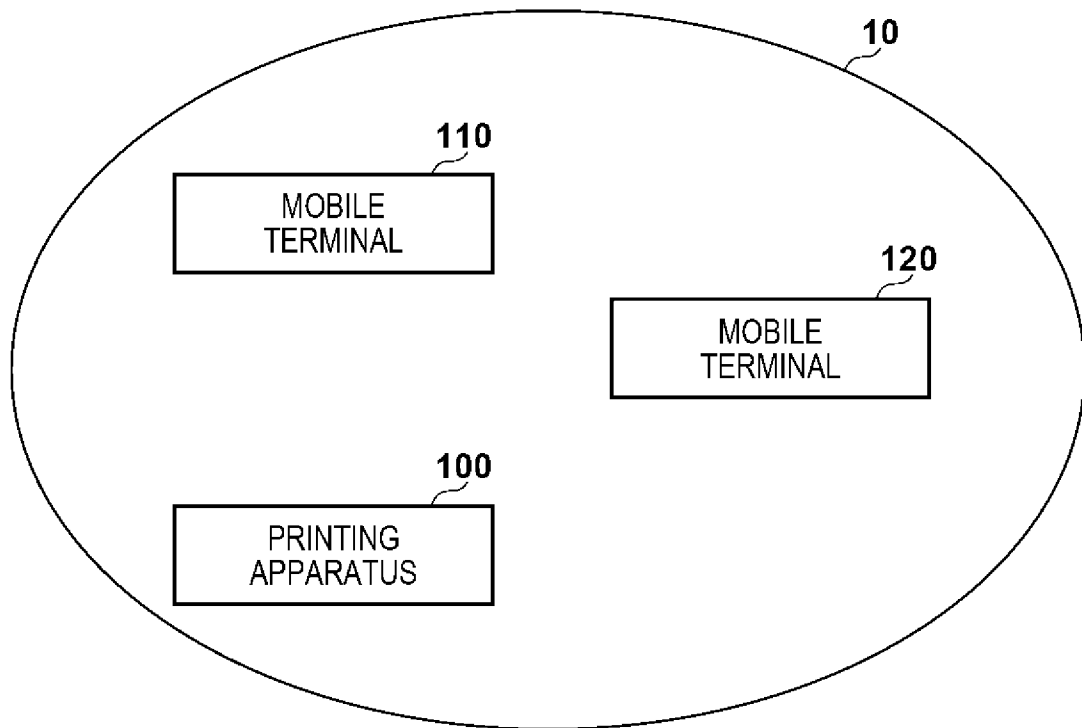 10
110
MOBILE
TERMINAL
120
MOBILE
TERMINAL
100
PRINTING
APPARATUS